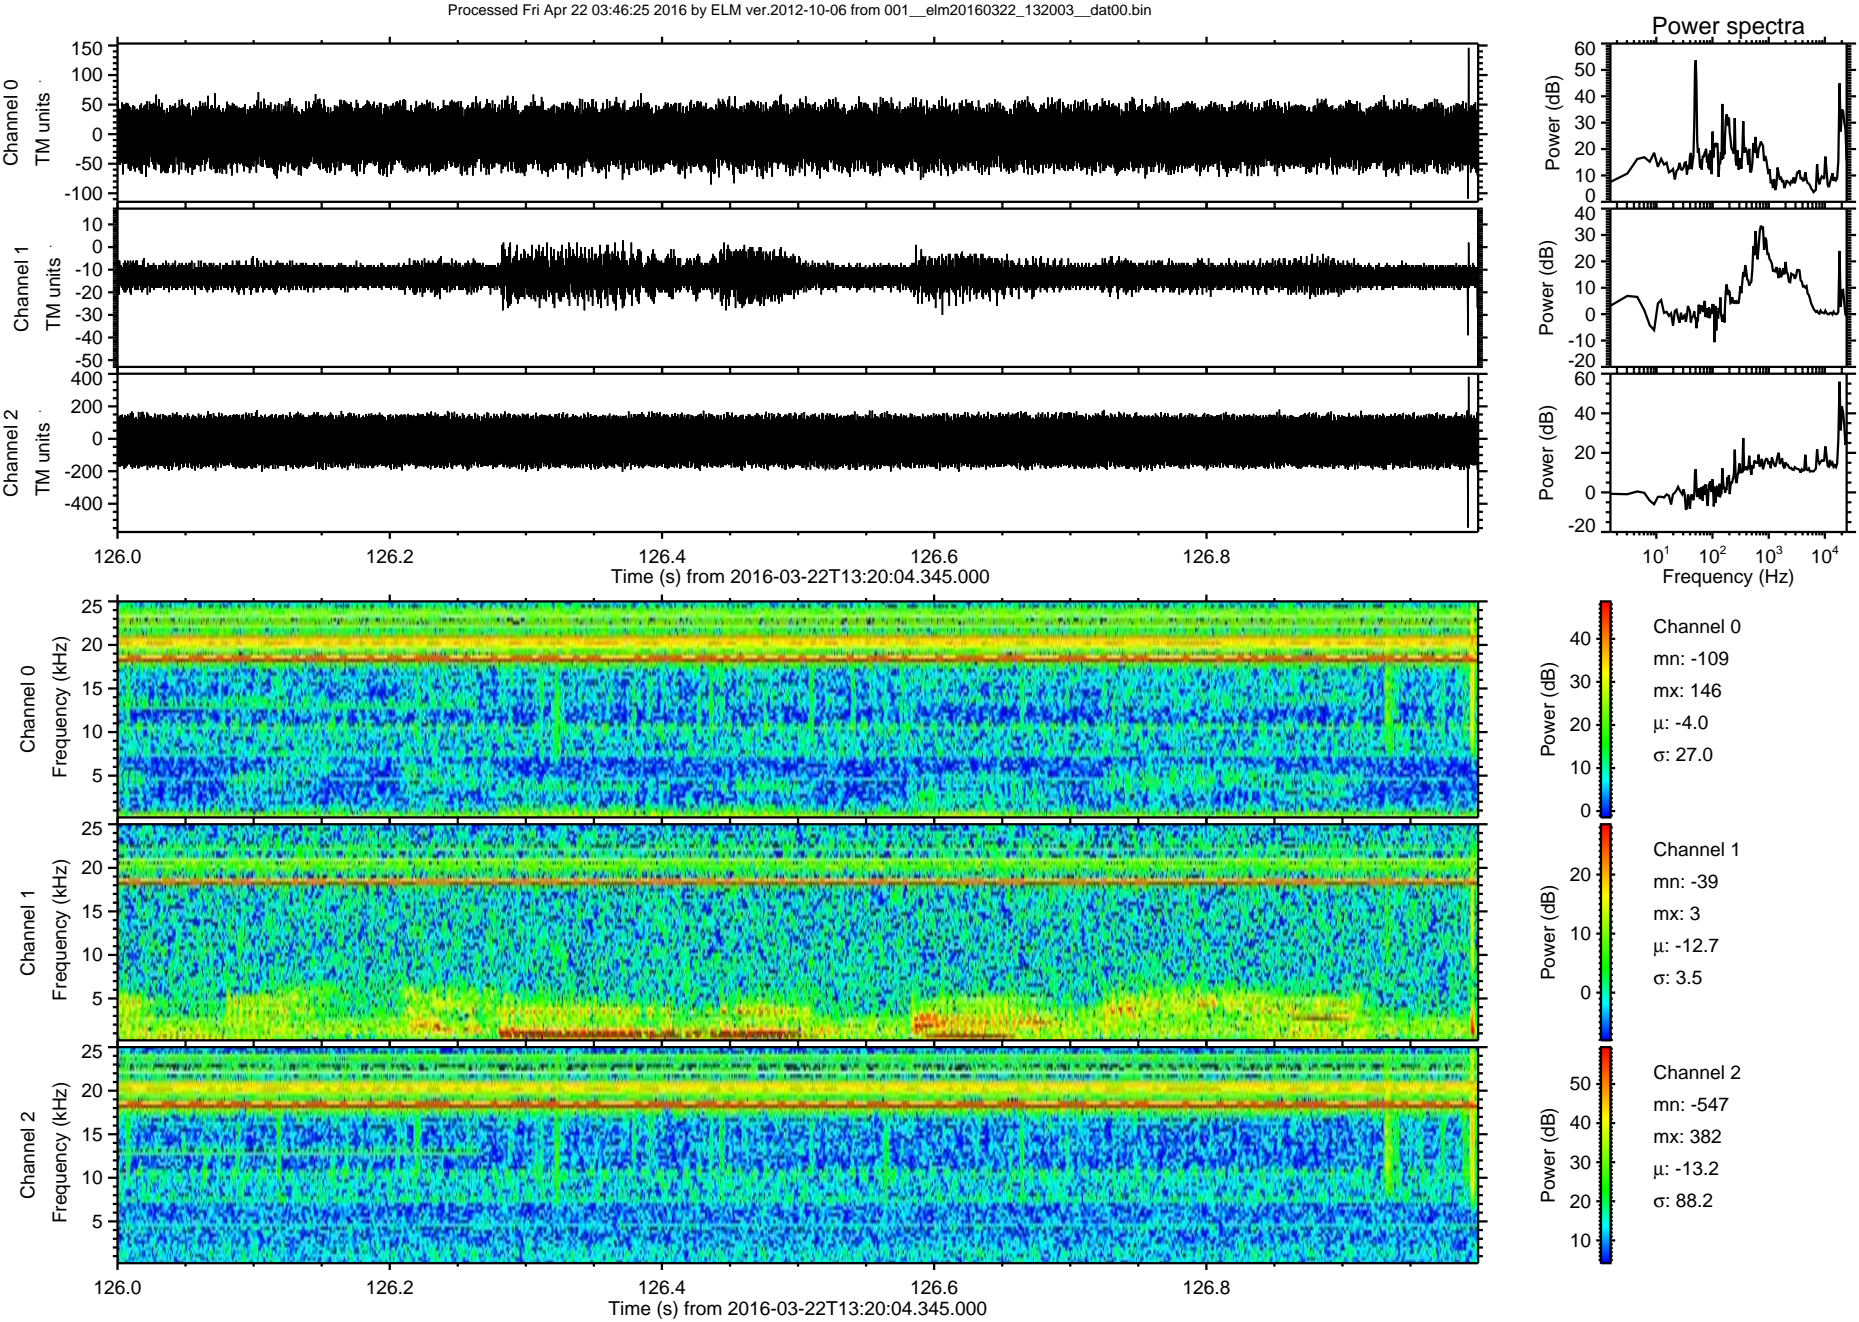 Processed Fri Apr 22 03:46:25 2016 by ELM ver.2012-10-06 from 001__elm20160322_132003__dat00.bin
Power spectra
Channel 0
TM units
150
100
50
0
-50
-100
Power (dB)
60
50
40
30
20
10
0
Channel 1
TM units
10
0
-10
-20
-30
-40
-50
Power (dB)
40
30
20
10
0
-10
-20
Channel 2
TM units
400
200
0
-200
-400
Power (dB)
60
40
20
0
-20
126.0 126.2 126.4 126.6 126.8
Time (s) from 2016-03-22T13:20:04.345.000
10¹ 10² 10³ 10⁴
Frequency (Hz)
Channel 0
Frequency (kHz)
25
20
15
10
5
Power (dB)
40
30
20
10
0
Channel 0
mn: -109
mx: 146
μ: -4.0
σ: 27.0
Channel 1
Frequency (kHz)
25
20
15
10
5
Power (dB)
20
10
0
Channel 1
mn: -39
mx: 3
μ: -12.7
σ: 3.5
Channel 2
Frequency (kHz)
25
20
15
10
5
Power (dB)
50
40
30
20
10
Channel 2
mn: -547
mx: 382
μ: -13.2
σ: 88.2
126.0 126.2 126.4 126.6 126.8
Time (s) from 2016-03-22T13:20:04.345.000